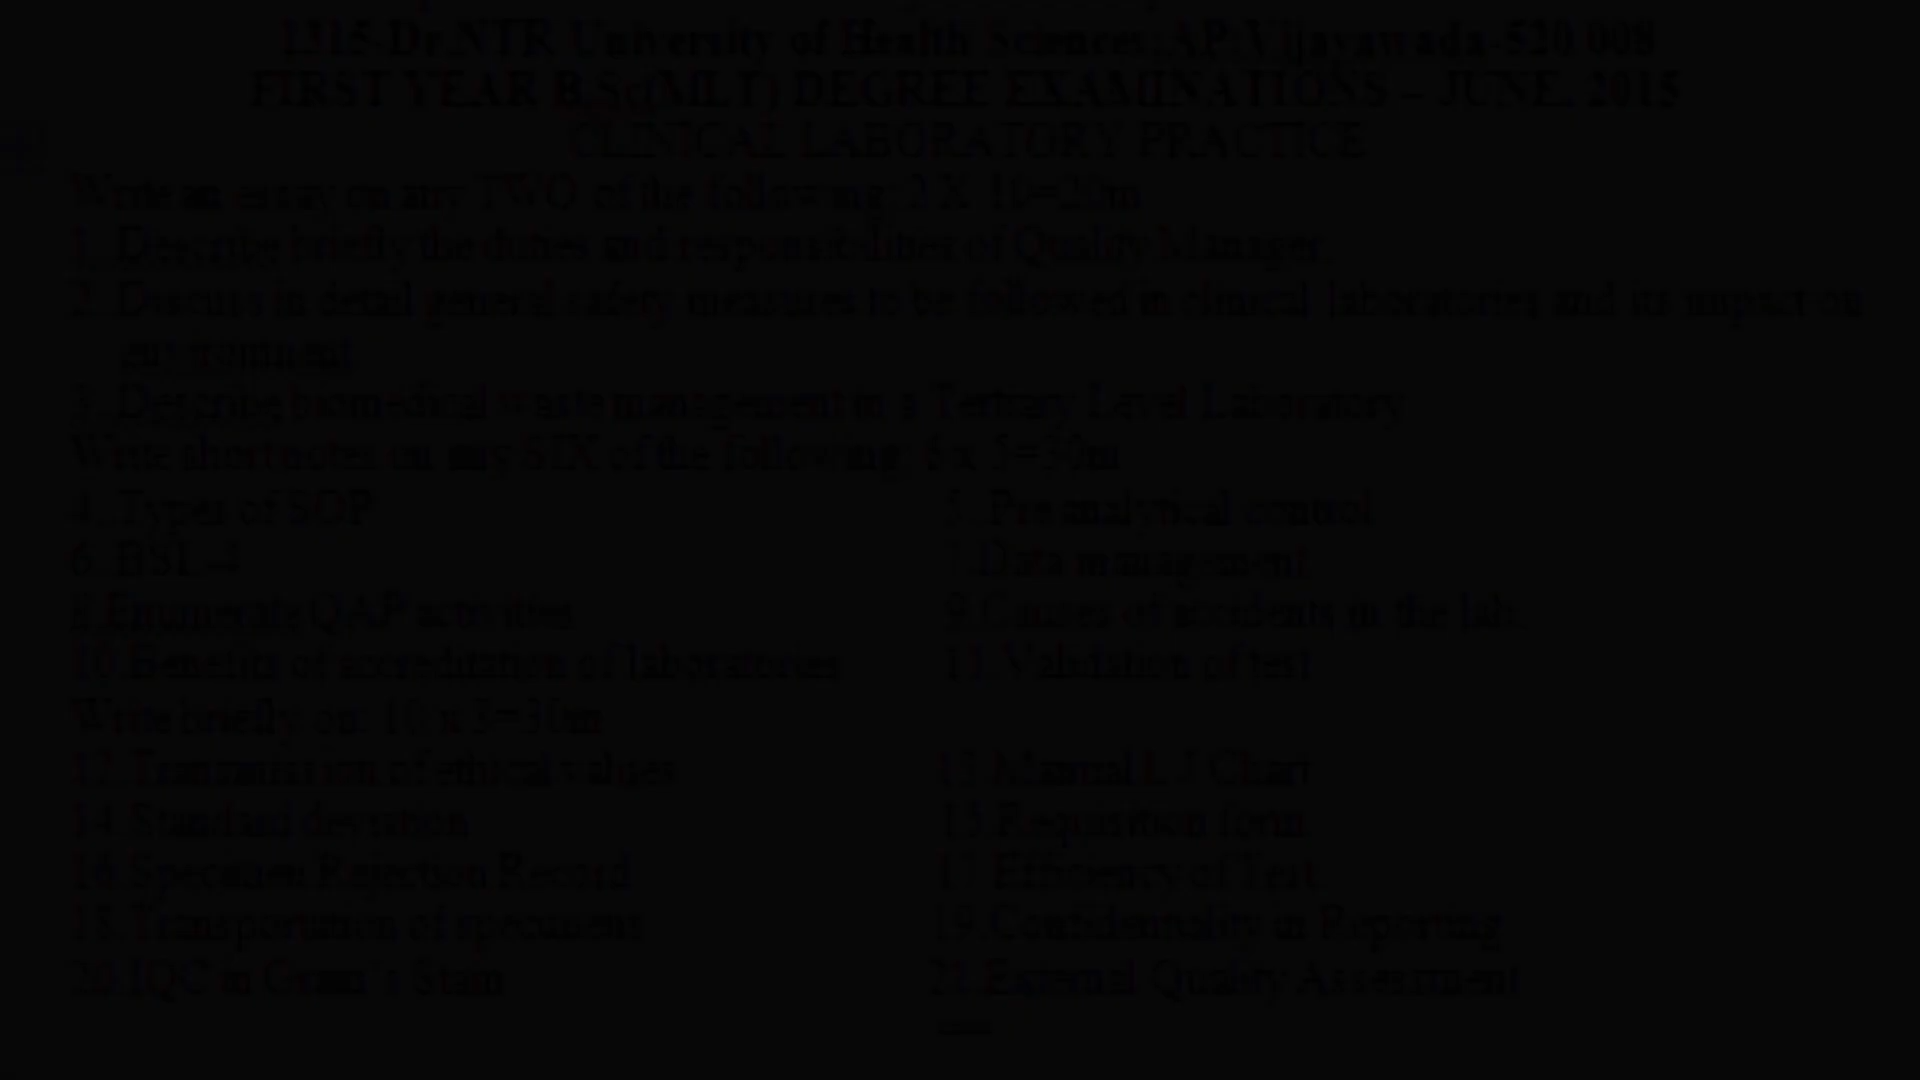 1315-Dr.NTR University of Health Sciences:AP:Vijayawada-520 008
FIRST YEAR B.Sc(MLT) DEGREE EXAMINATIONS – JUNE, 2015
CLINICAL LABORATORY PRACTICE
Write an essay on any TWO of the following: 2 X 10=20m
1. Describe briefly the duties and responsibilities of Quality Manager.
2. Discuss in detail general safety measures to be followed in clinical laboratories and its impact on
environment.
3. Describe biomedical waste management in a Tertiary Level Laboratory
Write short notes on any SIX of the following: 6 x 5=30m
4. Types of SOP
5. Pre analytical control
6. BSL-4
7.Data management
8.Enumerate QAP activities
9.Causes of accidents in the lab.
10.Benefits of accreditation of laboratories
11.Validation of test
Write briefly on: 10 x 3=30m
12.Transmission of ethical values
13.Manual L J Chart
14.Standard deviation
15.Requisition form
16.Specimen Rejection Record
17.Efficiency of Test.
18.Transportation of specimens
19.Confidentiality in Reporting
20.IQC in Gram's Stain
21.External Quality Assessment